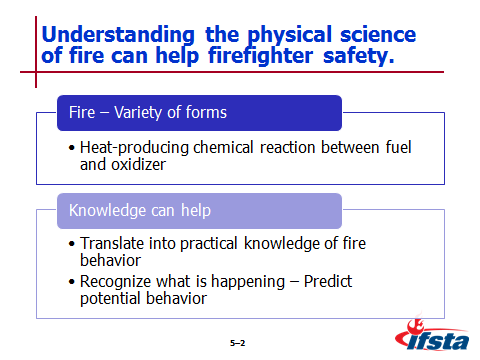 Understanding the physical science
of fire can help firefighter safety.
Fire – Variety of forms
• Heat-producing chemical reaction between fuel
and oxidizer
Knowledge can help
• Translate into practical knowledge of fire
behavior
• Recognize what is happening – Predict
potential behavior
5–2
ifsta